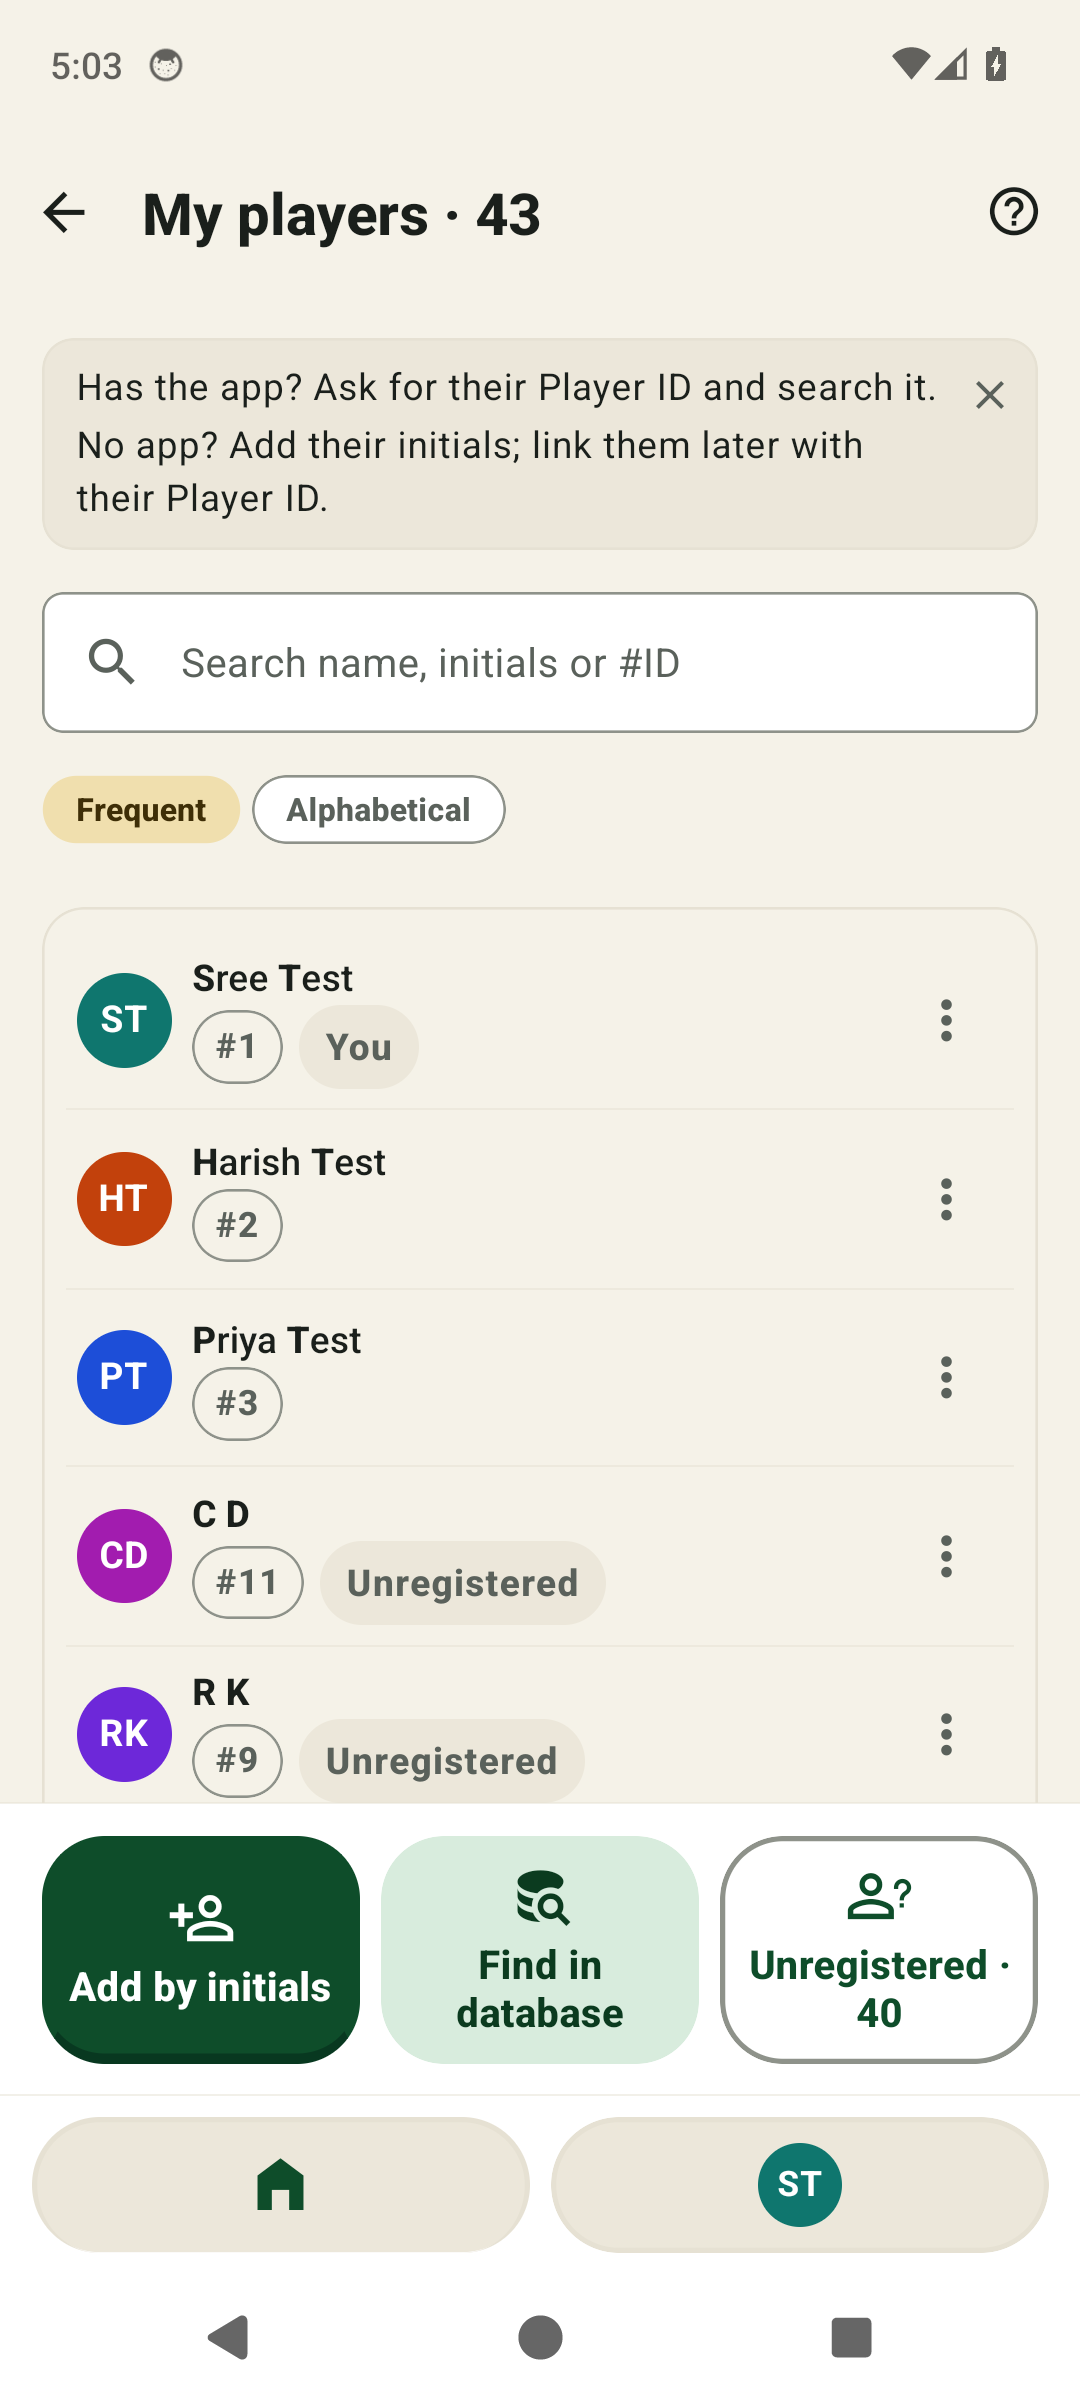 5:03
My players · 43
Has the app? Ask for their Player ID and search it.
No app? Add their initials; link them later with
their Player ID.
Search name, initials or #ID
Frequent
Alphabetical
ST
Sree Test
#1
You
HT
Harish Test
#2
PT
Priya Test
#3
CD
C D
#11
Unregistered
RK
R K
#9
Unregistered
Add by initials
Find in
database
Unregistered ·
40
ST